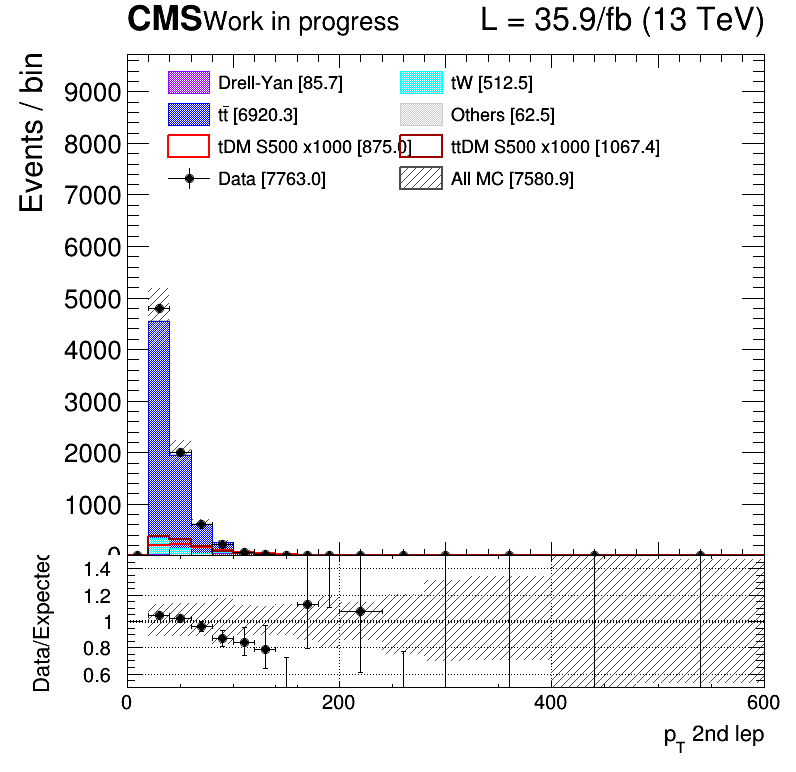 CMS Work in progress L = 35.9/fb (13 TeV)
Events / bin
Drell-Yan [85.7] tW [512.5]
tt̄ [6920.3] Others [62.5]
tDM S500 x1000 [875.0] ttDM S500 x1000 [1067.4]
Data [7763.0] All MC [7580.9]
9000
8000
7000
6000
5000
4000
3000
2000
1000
0
Data/Expected
1.4
1.2
1
0.8
0.6
0 200 400 600
p_T 2nd lep